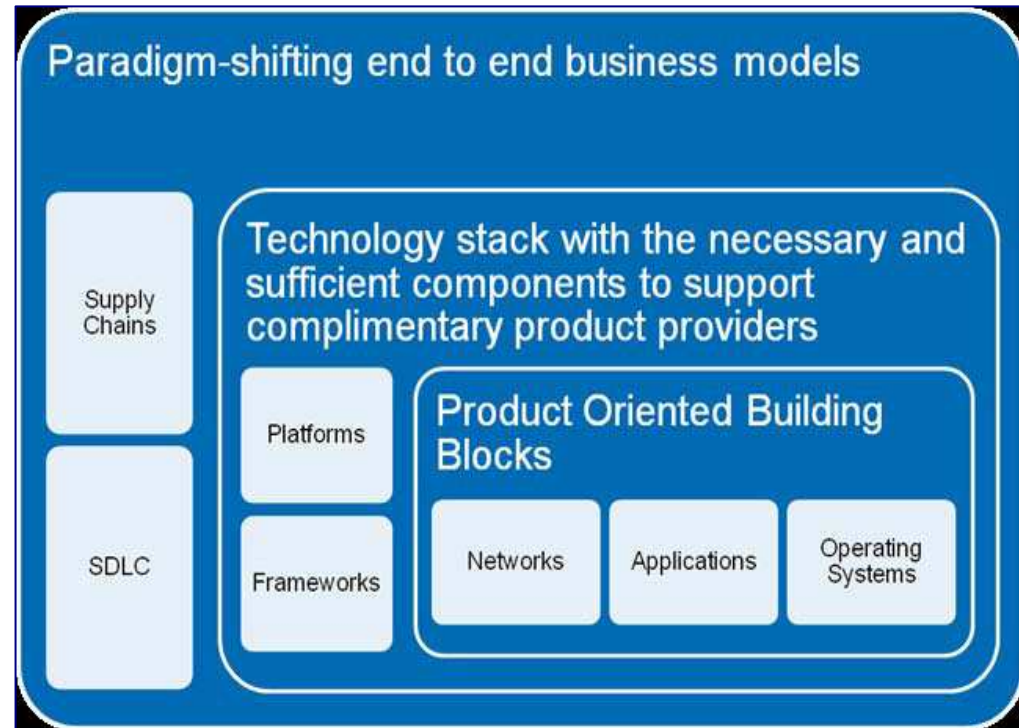 Paradigm-shifting end to end business models
Supply
Chains
SDLC
Technology stack with the necessary and
sufficient components to support
complimentary product providers
Platforms
Frameworks
Product Oriented Building
Blocks
Networks
Applications
Operating
Systems